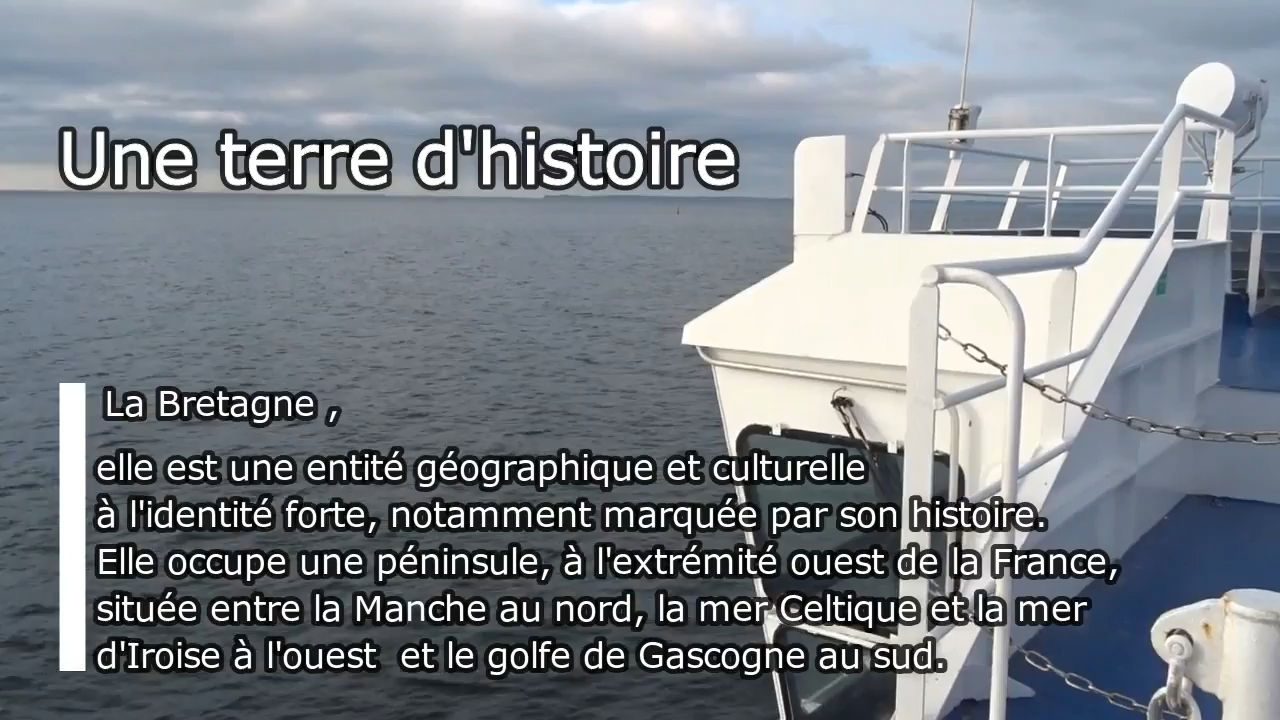 Une terre d'histoire
La Bretagne ,
elle est une entité géographique et culturelle
à l'identité forte, notamment marquée par son histoire.
Elle occupe une péninsule, à l'extrémité ouest de la France,
située entre la Manche au nord, la mer Celtique et la mer
d'Iroise à l'ouest  et le golfe de Gascogne au sud.